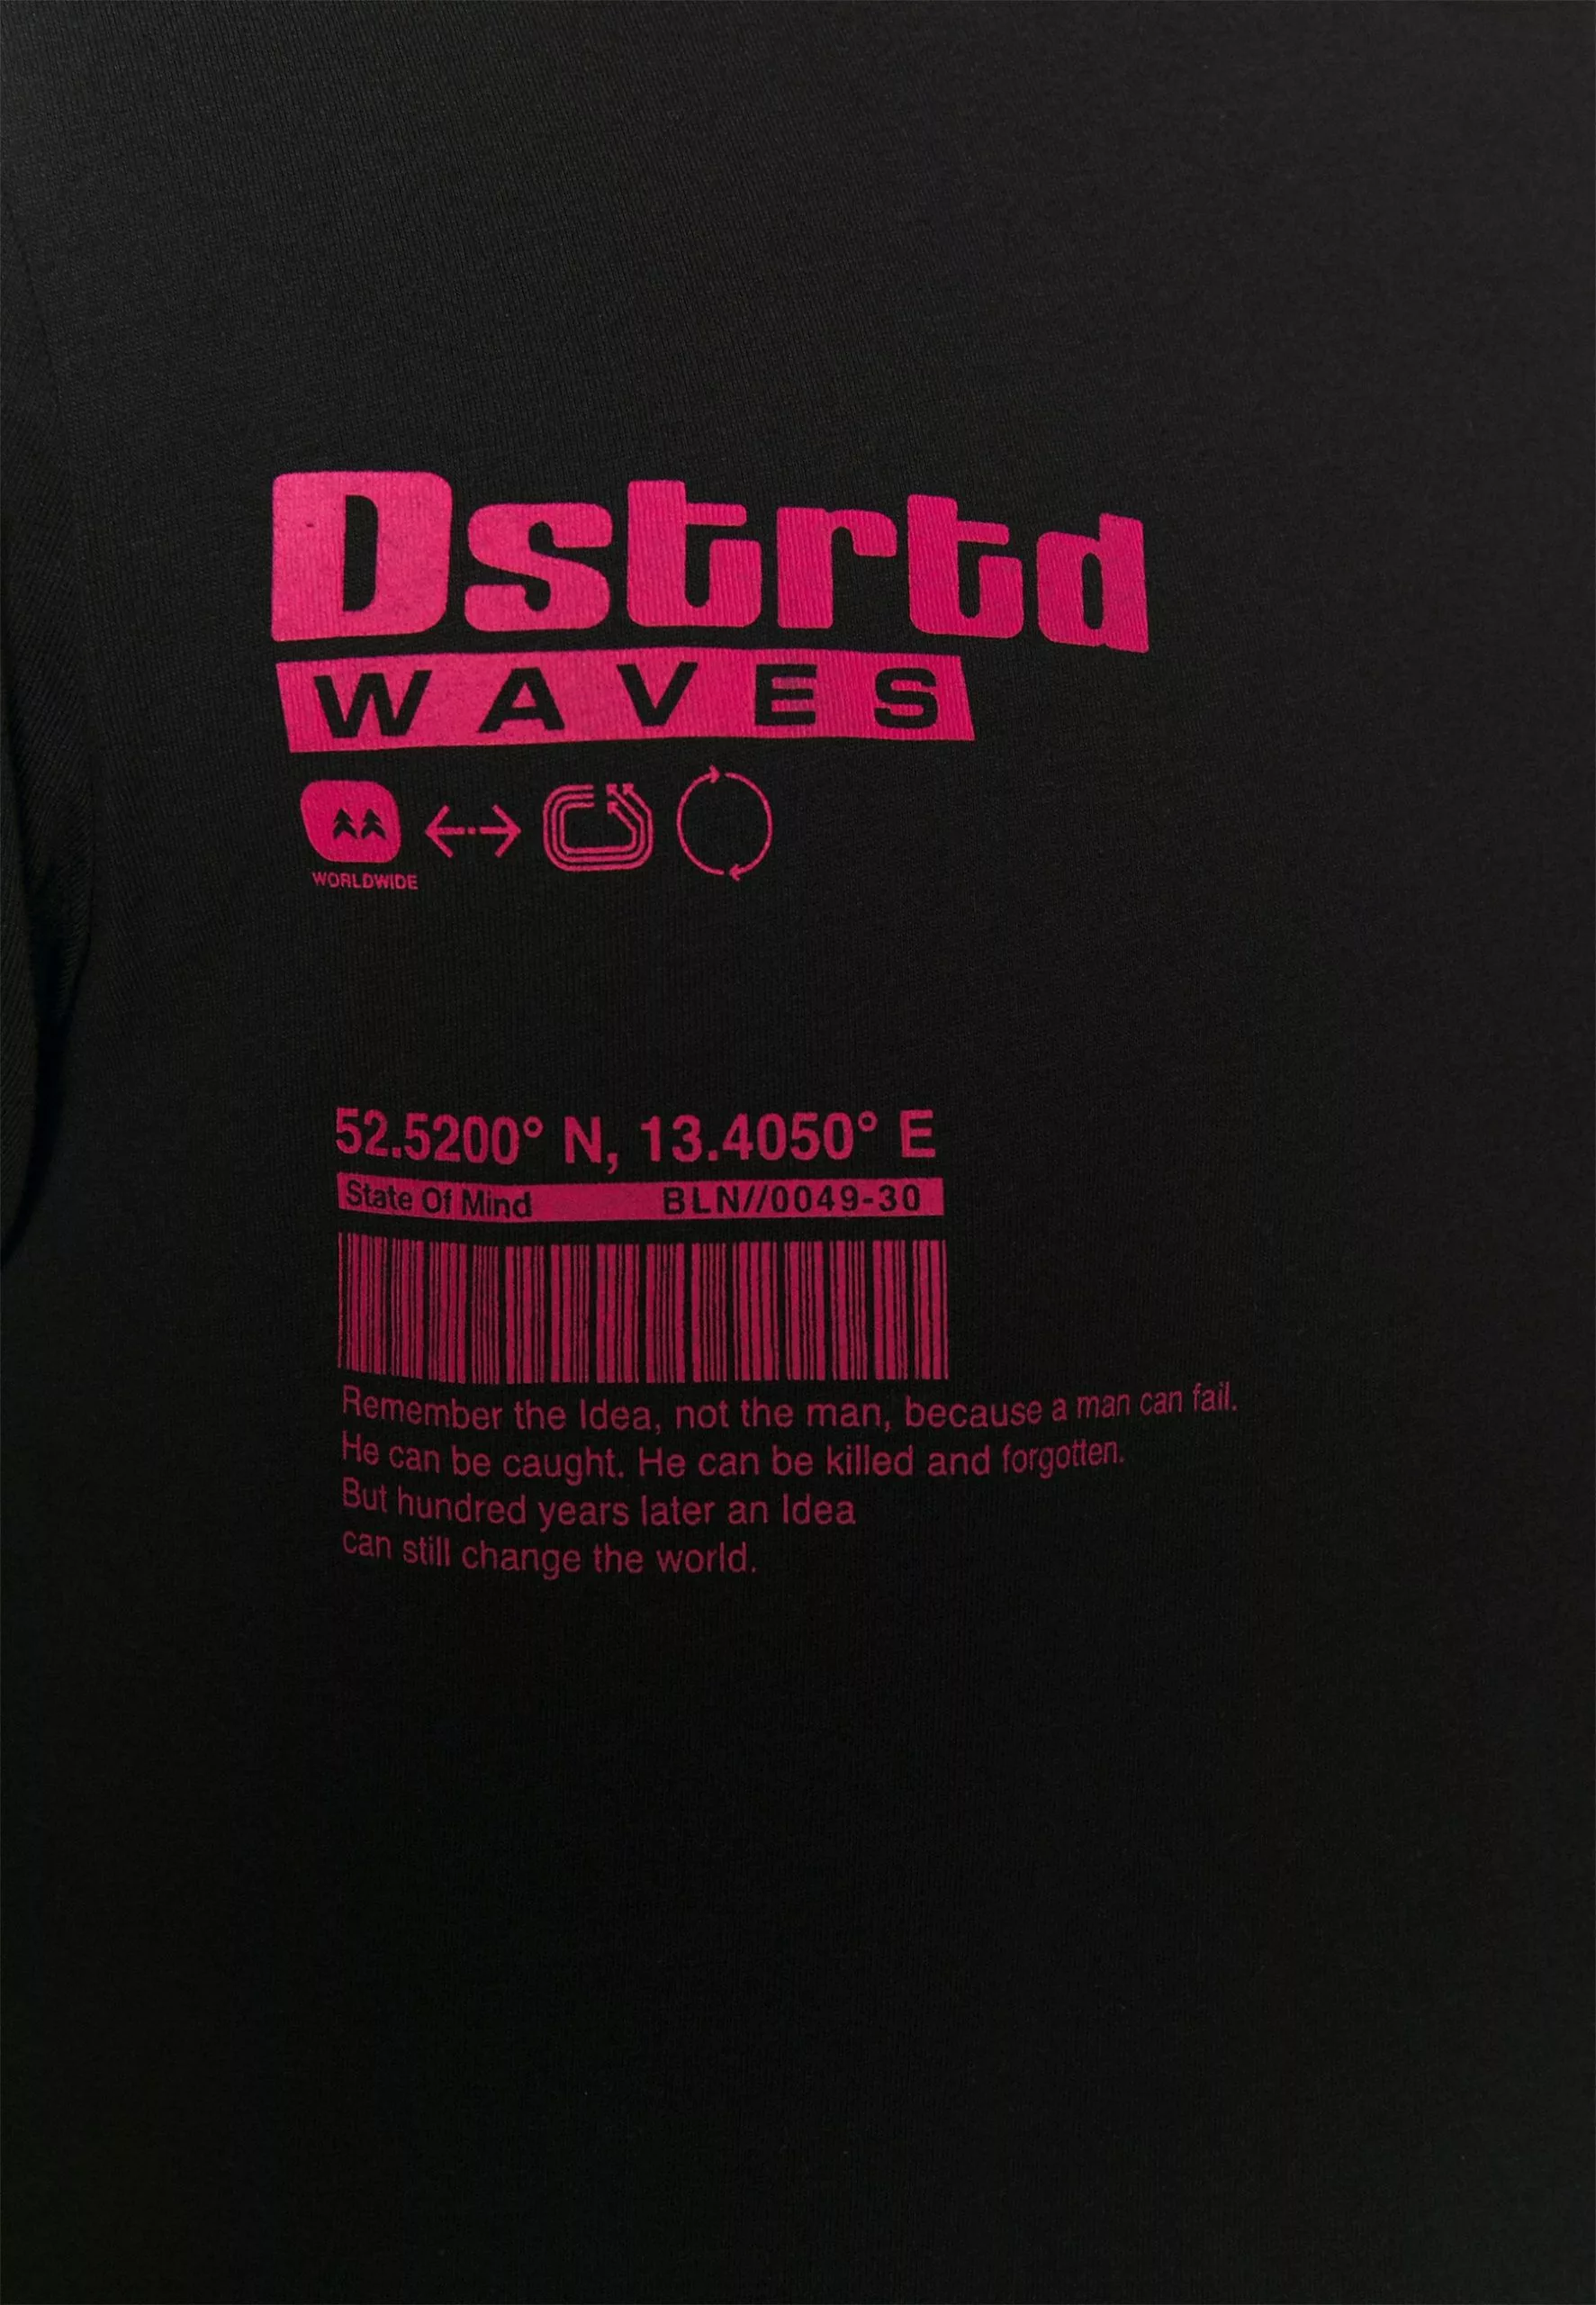 Dstrtd
WAVES
WORLDWIDE
52.5200° N, 13.4050° E
State Of Mind BLN//0049-30
Remember the Idea, not the man, because a man can fail.
He can be caught. He can be killed and forgotten.
But hundred years later an Idea
can still change the world.